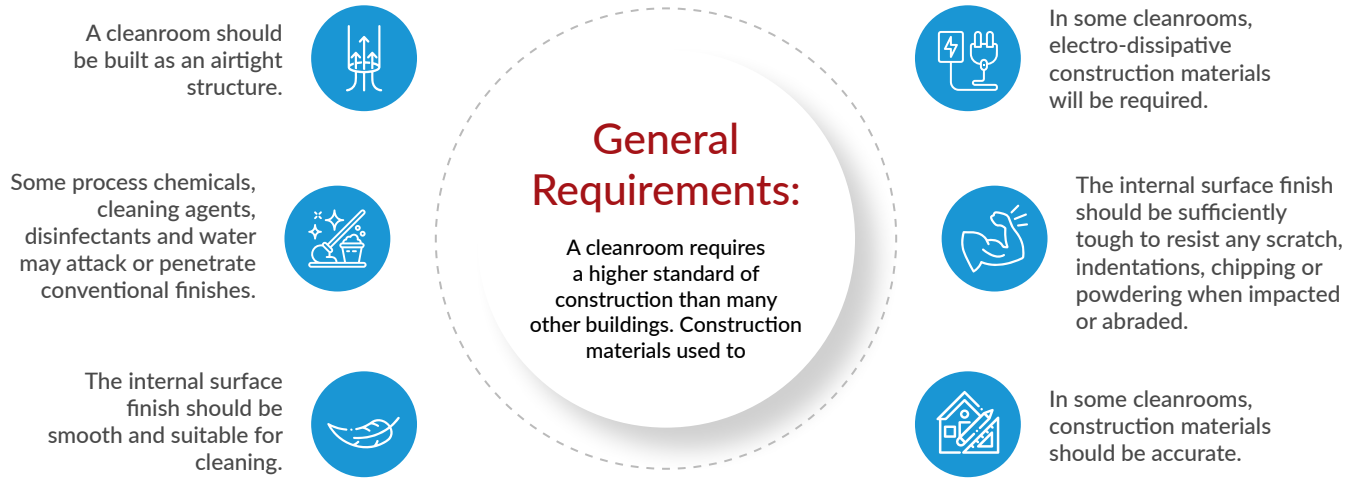 A cleanroom should
be built as an airtight
structure.
Some process chemicals,
cleaning agents,
disinfectants and water
may attack or penetrate
conventional finishes.
The internal surface
finish should be
smooth and suitable for
cleaning.
General
Requirements:
A cleanroom requires
a higher standard of
construction than many
other buildings. Construction
materials used to
In some cleanrooms,
electro-dissipative
construction materials
will be required.
The internal surface finish
should be sufficiently
tough to resist any scratch,
indentations, chipping or
powdering when impacted
or abraded.
In some cleanrooms,
construction materials
should be accurate.